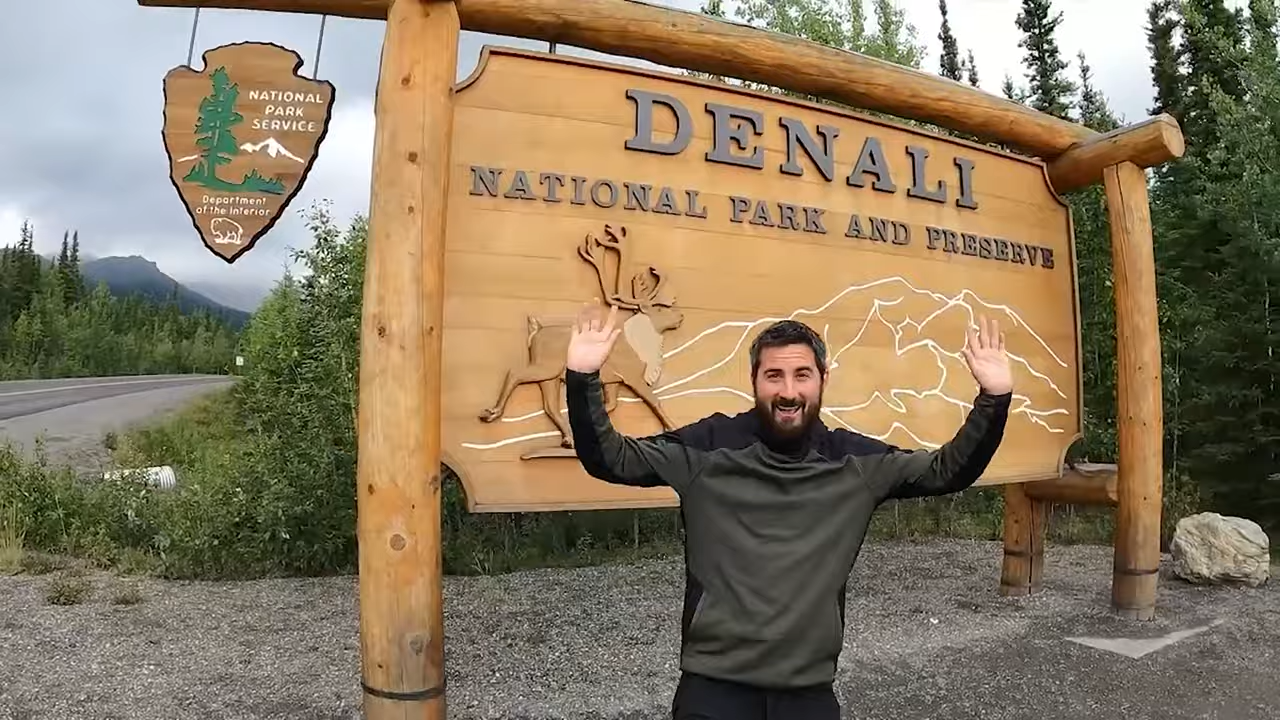 NATIONAL
PARK
SERVICE
Department
of the Interior
DENALI
NATIONAL PARK AND PRESERVE